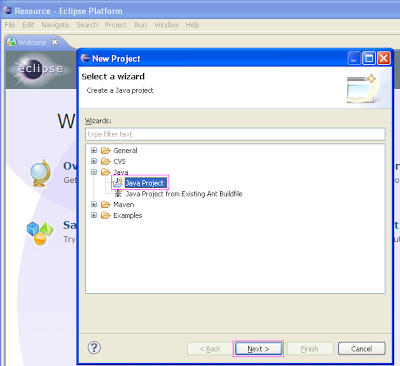 Resource - Eclipse Platform
File Edit Navigate Search Project Run Window Help
Welcome
eclipse
New Project
Select a wizard
Create a Java project
Wizards:
type filter text
General
CVS
Java
Java Project
Java Project from Existing Ant Buildfile
Maven
Examples
W
Ov
Get
Sa
Try
< Back Next > Finish Cancel